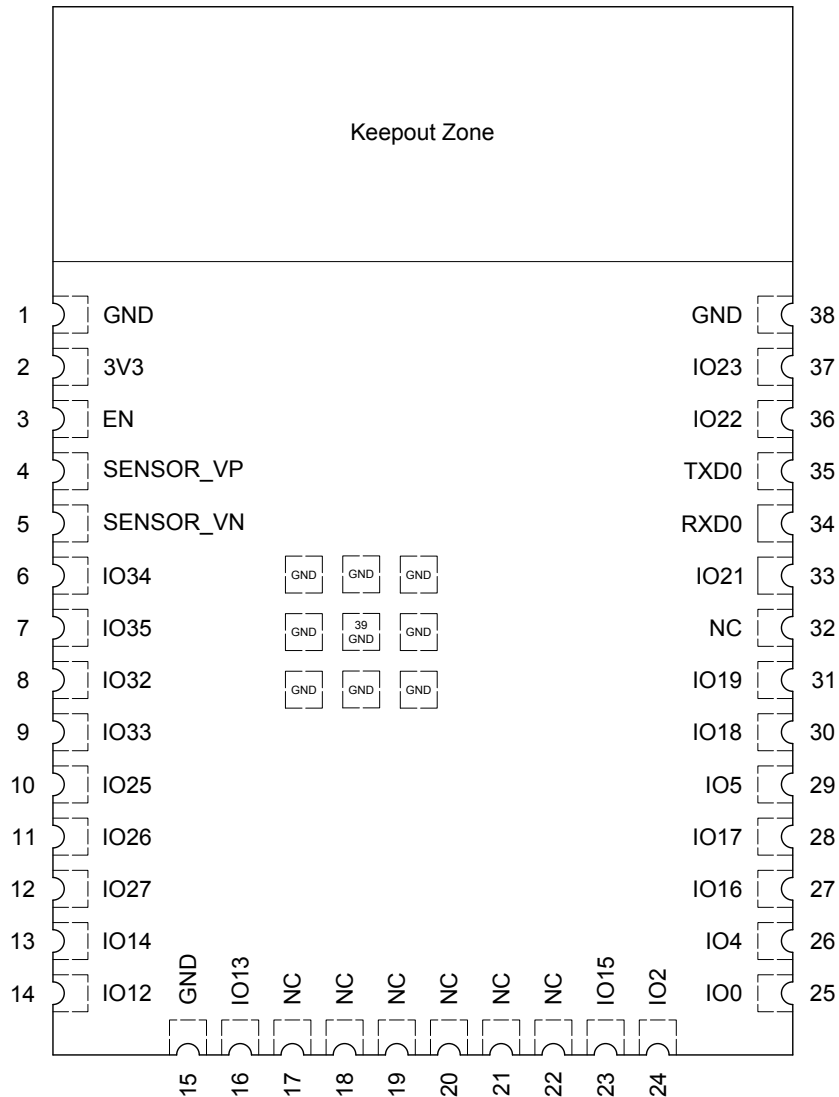 Keepout Zone
1 GND GND 38
2 3V3 IO23 37
3 EN IO22 36
4 SENSOR_VP TXD0 35
5 SENSOR_VN RXD0 34
6 IO34 GND GND GND IO21 33
7 IO35 GND 39 GND GND NC 32
8 IO32 GND GND GND IO19 31
9 IO33 IO18 30
10 IO25 IO5 29
11 IO26 IO17 28
12 IO27 IO16 27
13 IO14 IO4 26
14 IO12 GND IO13 NC NC NC NC NC NC IO15 IO2 IO0 25
15 16 17 18 19 20 21 22 23 24